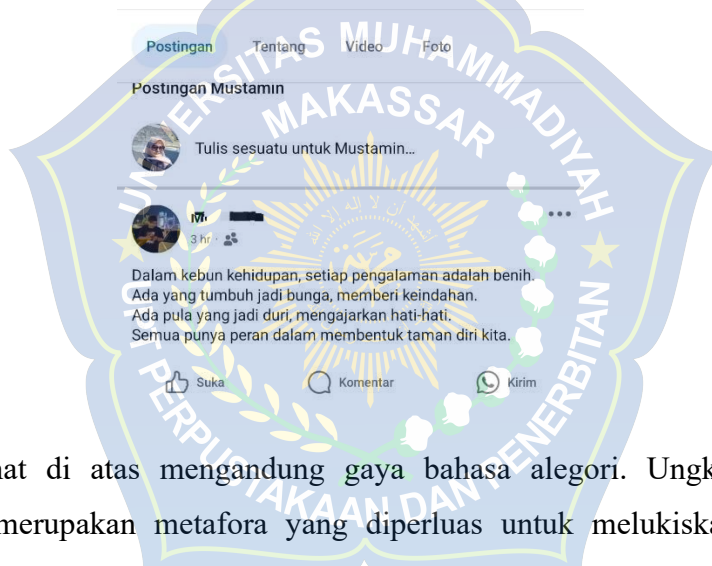 Postingan Tentang Video Foto
Postingan Mustamin
Tulis sesuatu untuk Mustamin...
3 hr
Dalam kebun kehidupan, setiap pengalaman adalah benih.
Ada yang tumbuh jadi bunga, memberi keindahan.
Ada pula yang jadi duri, mengajarkan hati-hati.
Semua punya peran dalam membentuk taman diri kita.
Suka Komentar Kirim
di atas mengandung gaya bahasa alegori.
merupakan metafora yang diperluas untuk
UNIVERSITAS MUHAMMADIYAH
MAKASSAR
UPT PERPUSTAKAAN DAN PENERBITAN